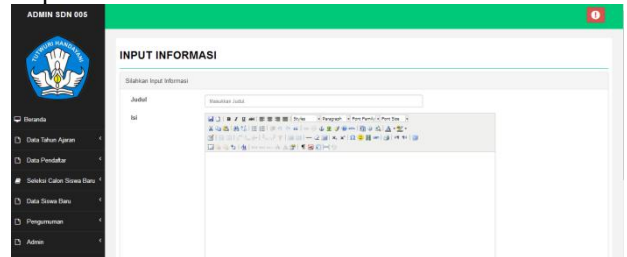 ADMIN SDN 005
TUT WURI HANDAYANI
INPUT INFORMASI
Silahkan Input Informasi
Judul
Masukkan Judul
Isi
Styles
Paragraph
Font Family
Font Size
Beranda
Data Tahun Ajaran
Data Pendaftar
Seleksi Calon Siswa Baru
Data Siswa Baru
Pengumuman
Admin